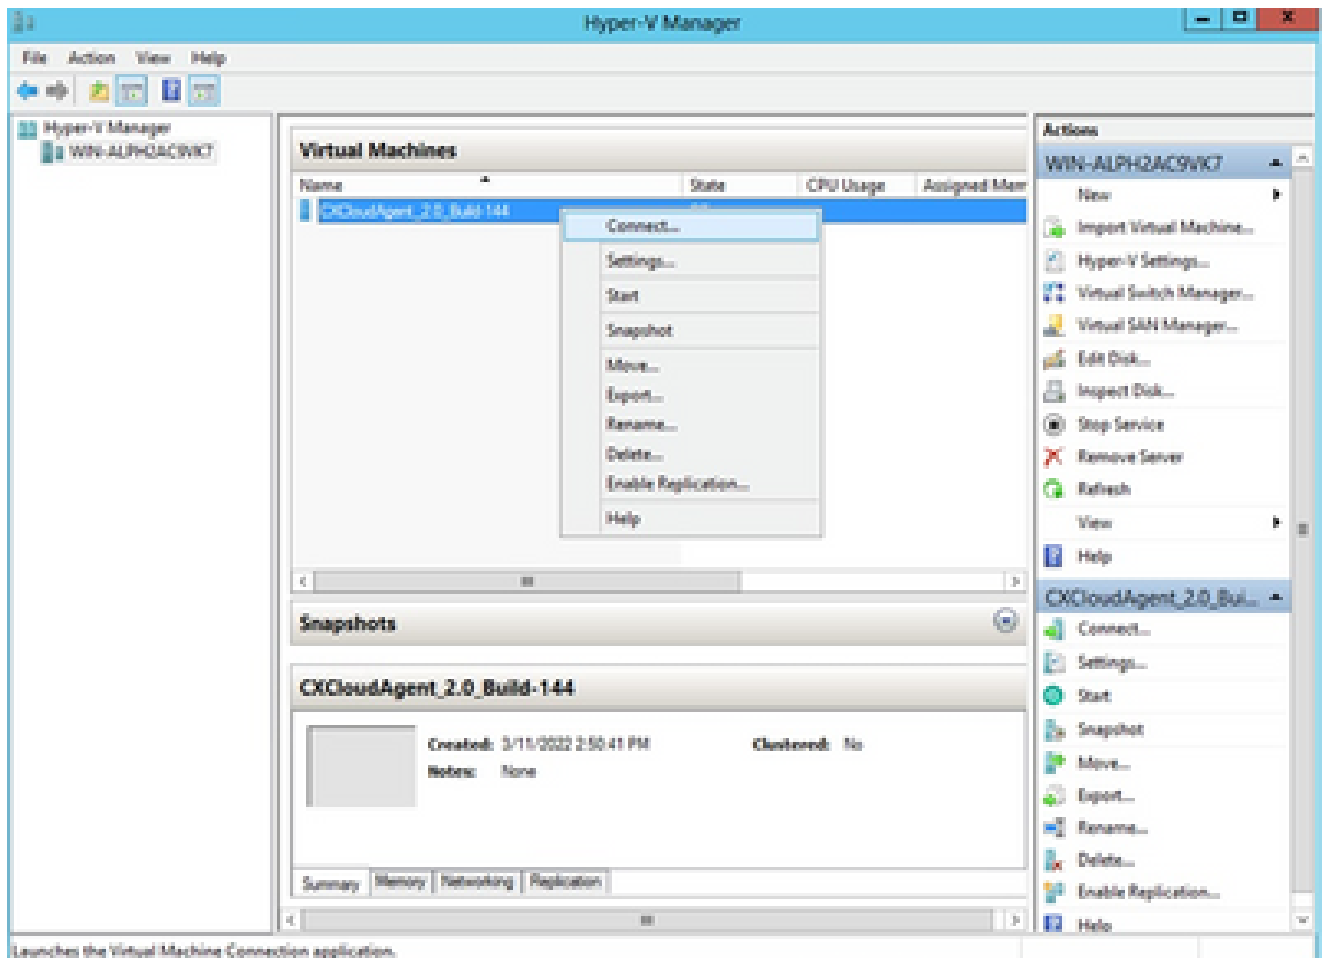 Hyper-V Manager
File Action View Help
Hyper-V Manager
WIN-ALPH2AC9VK7
Virtual Machines
Name State CPU Usage Assigned Mem
CXCloudAgent_2.0_Build-144
Connect...
Settings...
Start
Snapshot
Move...
Export...
Rename...
Delete...
Enable Replication...
Help
Snapshots
CXCloudAgent_2.0_Build-144
Created: 3/11/2022 2:50:41 PM Clustered: No
Notes: None
Summary Memory Networking Replication
Actions
WIN-ALPH2AC9VK7
New
Import Virtual Machine...
Hyper-V Settings...
Virtual Switch Manager...
Virtual SAN Manager...
Edit Disk...
Inspect Disk...
Stop Service
Remove Server
Refresh
View
Help
CXCloudAgent_2.0_Bui...
Connect...
Settings...
Start
Snapshot
Move...
Export...
Rename...
Delete...
Enable Replication...
Help
Launches the Virtual Machine Connection application.